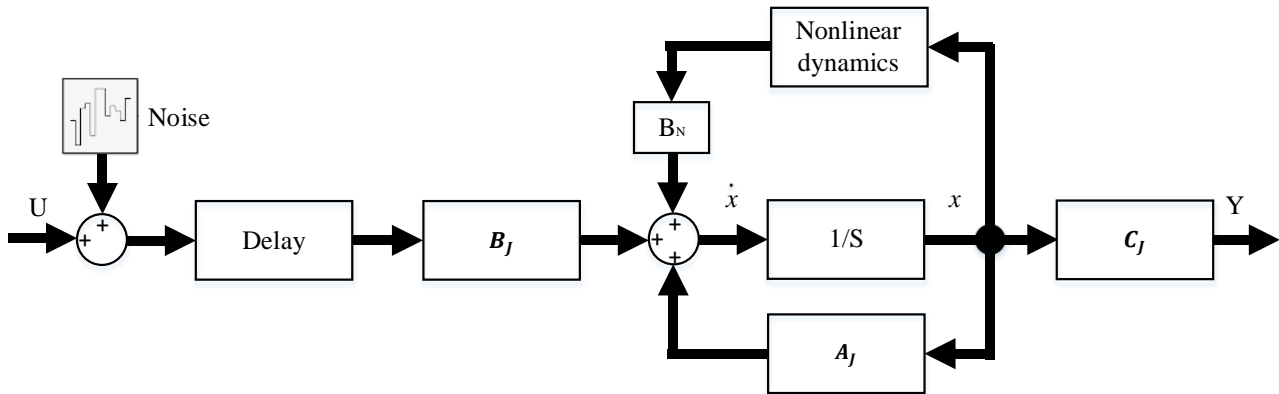 Nonlinear
dynamics
Noise
B_N
U
+
+
Delay
B_J
+
+
+
ẋ
1/S
x
C_J
Y
A_J